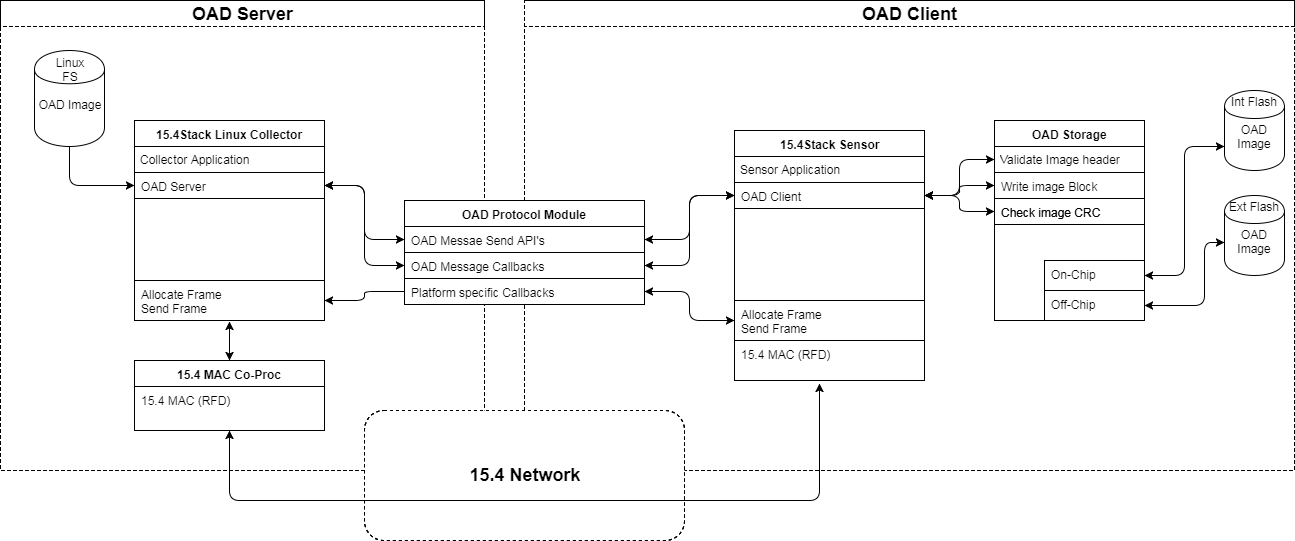 OAD Server
OAD Client
Linux
FS
OAD Image
15.4Stack Linux Collector
Collector Application
OAD Server
Allocate Frame
Send Frame
15.4 MAC Co-Proc
15.4 MAC (RFD)
OAD Protocol Module
OAD Messae Send API's
OAD Message Callbacks
Platform specific Callbacks
15.4Stack Sensor
Sensor Application
OAD Client
Allocate Frame
Send Frame
15.4 MAC (RFD)
OAD Storage
Validate Image header
Write image Block
Check image CRC
On-Chip
Off-Chip
Int Flash
OAD
Image
Ext Flash
OAD
Image
15.4 Network